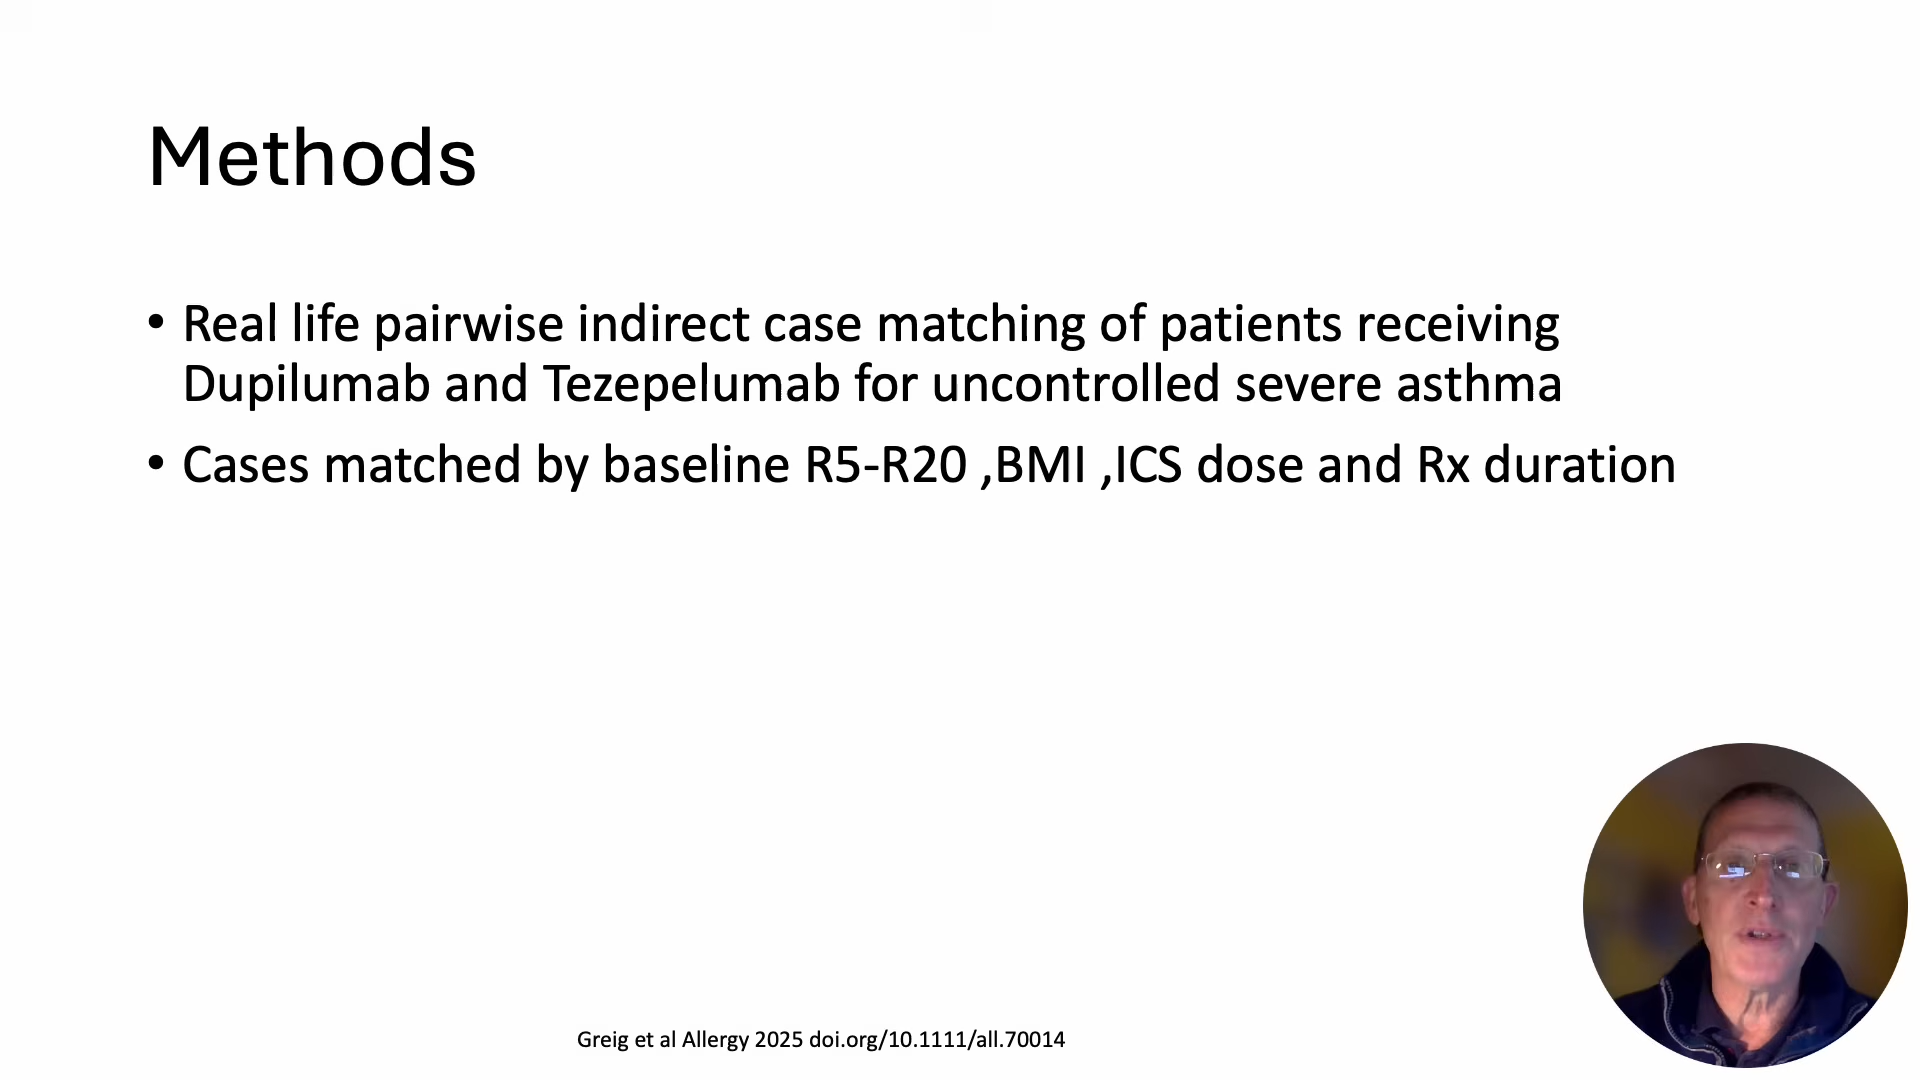 Methods
• Real life pairwise indirect case matching of patients receiving
Dupilumab and Tezepelumab for uncontrolled severe asthma
• Cases matched by baseline R5-R20 ,BMI ,ICS dose and Rx duration
Greig et al Allergy 2025 doi.org/10.1111/all.70014